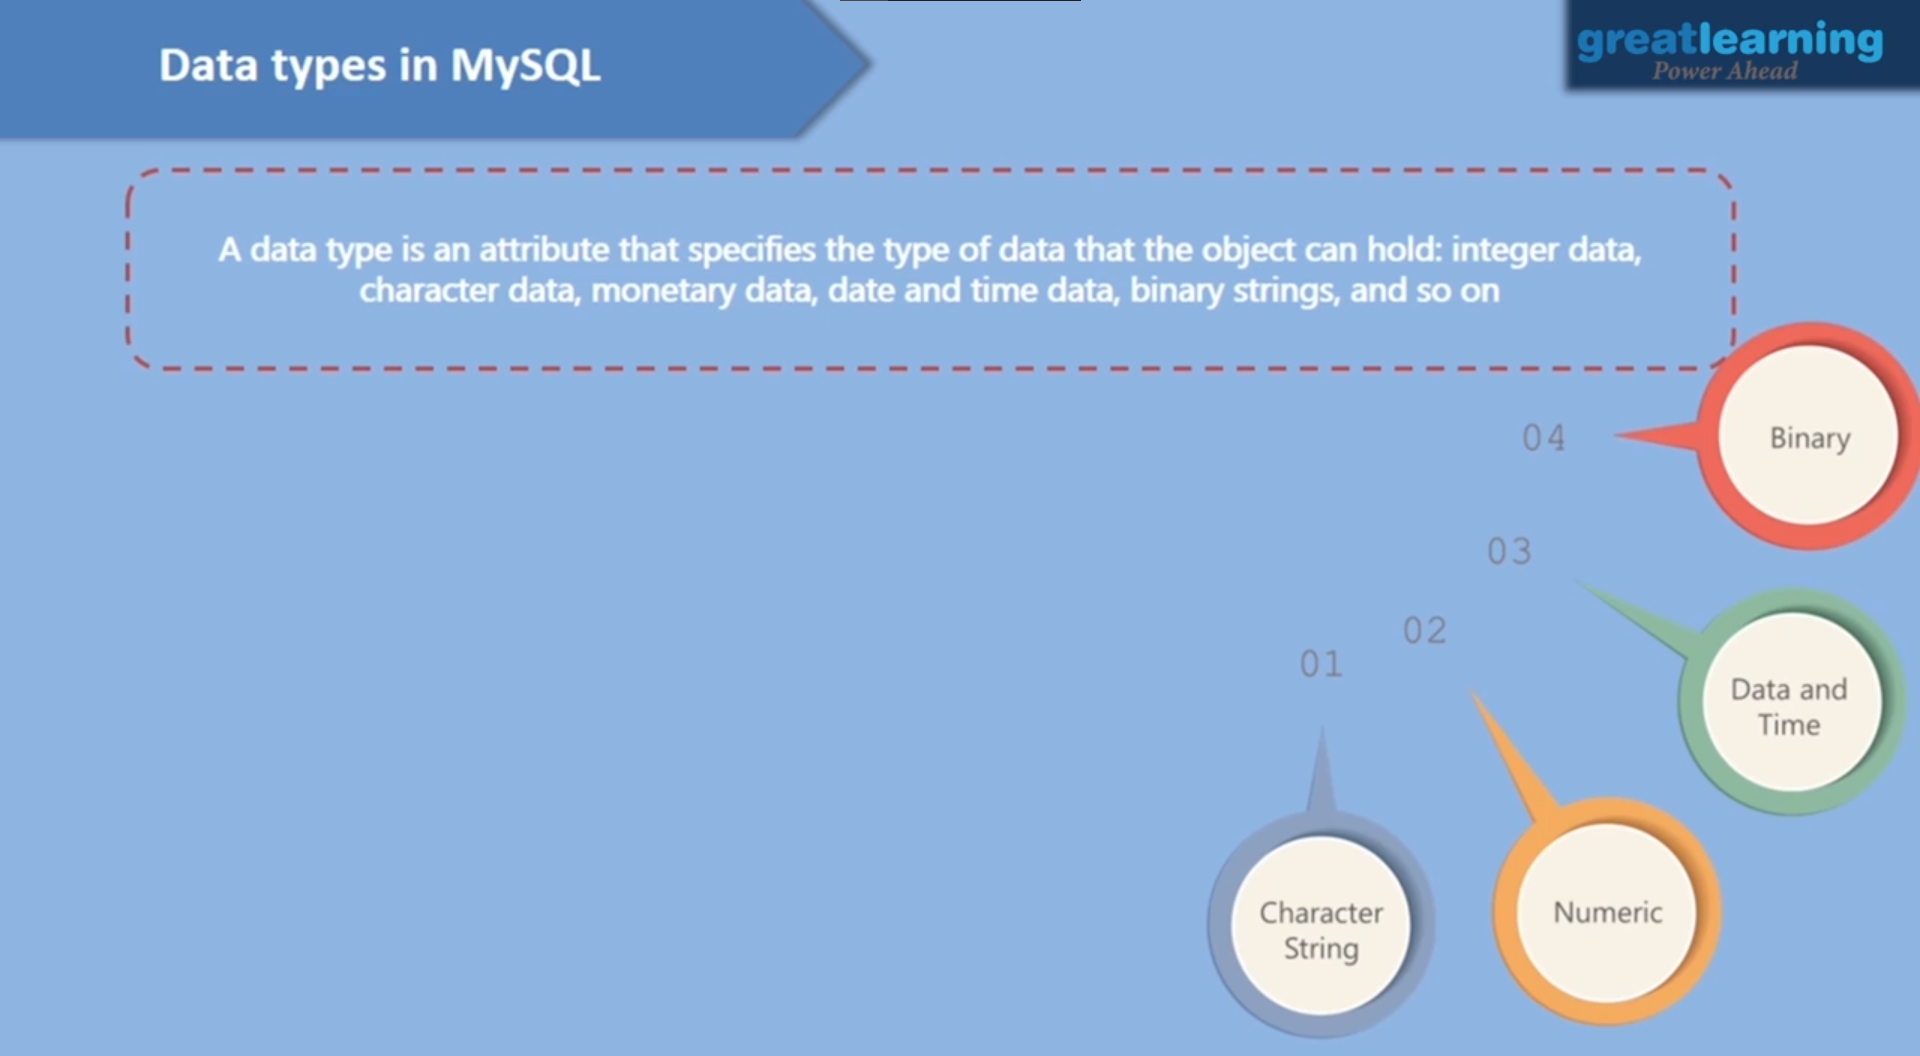 Data types in MySQL
greatlearning
Power Ahead
A data type is an attribute that specifies the type of data that the object can hold: integer data,
character data, monetary data, date and time data, binary strings, and so on
04
Binary
03
Data and
Time
02
Numeric
01
Character
String